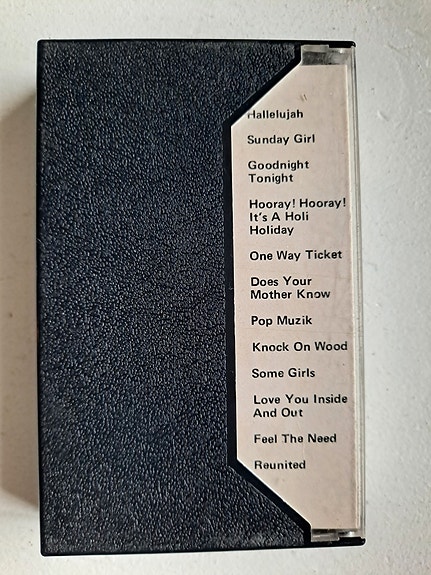 Hallelujah
Sunday Girl
Goodnight
Tonight
Hooray! Hooray!
It's A Holi
Holiday
One Way Ticket
Does Your
Mother Know
Pop Muzik
Knock On Wood
Some Girls
Love You Inside
And Out
Feel The Need
Reunited